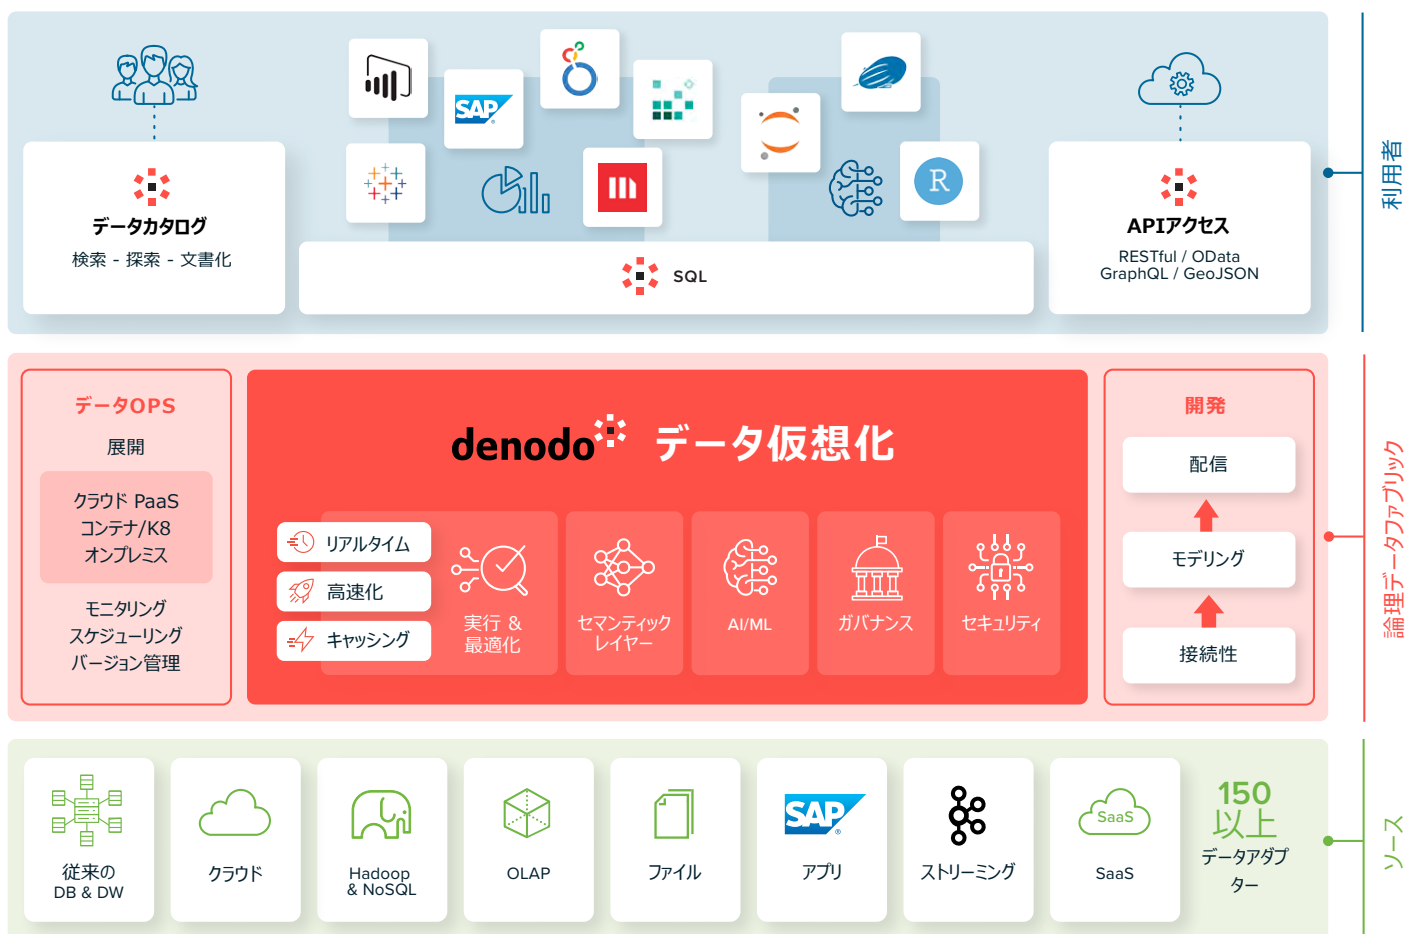 SAP
データカタログ
検索 - 探索 - 文書化
R
SQL
APIアクセス
RESTful / OData
GraphQL / GeoJSON
利用者
データOPS
展開
クラウド PaaS
コンテナ/K8
オンプレミス
モニタリング
スケジューリング
バージョン管理
denodo データ仮想化
リアルタイム
高速化
キャッシング
実行 &
最適化
セマンティック
レイヤー
AI/ML
ガバナンス
セキュリティ
開発
配信
モデリング
接続性
論理データファブリック
従来の
DB & DW
クラウド
Hadoop
& NoSQL
OLAP
ファイル
SAP
アプリ
ストリーミング
SaaS
SaaS
150
以上
データアダプ
ター
ソース